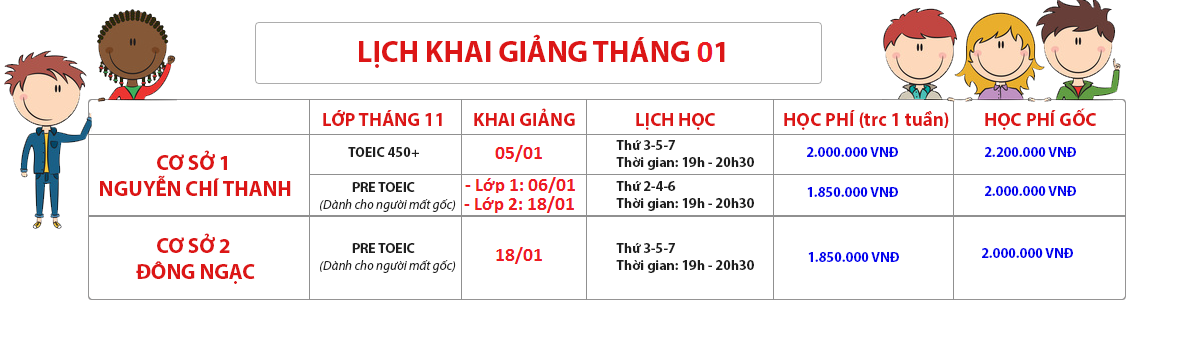 LỊCH KHAI GIẢNG THÁNG 01
LỚP THÁNG 11
KHAI GIẢNG
LỊCH HỌC
HỌC PHÍ (trc 1 tuần)
HỌC PHÍ GỐC
CƠ SỞ 1
NGUYỄN CHÍ THANH
TOEIC 450+
05/01
Thứ 3-5-7
Thời gian: 19h - 20h30
2.000.000 VNĐ
2.200.000 VNĐ
PRE TOEIC
(Dành cho người mất gốc)
- Lớp 1: 06/01
- Lớp 2: 18/01
Thứ 2-4-6
Thời gian: 19h - 20h30
1.850.000 VNĐ
2.000.000 VNĐ
CƠ SỞ 2
ĐÔNG NGẠC
PRE TOEIC
(Dành cho người mất gốc)
18/01
Thứ 3-5-7
Thời gian: 19h - 20h30
1.850.000 VNĐ
2.000.000 VNĐ